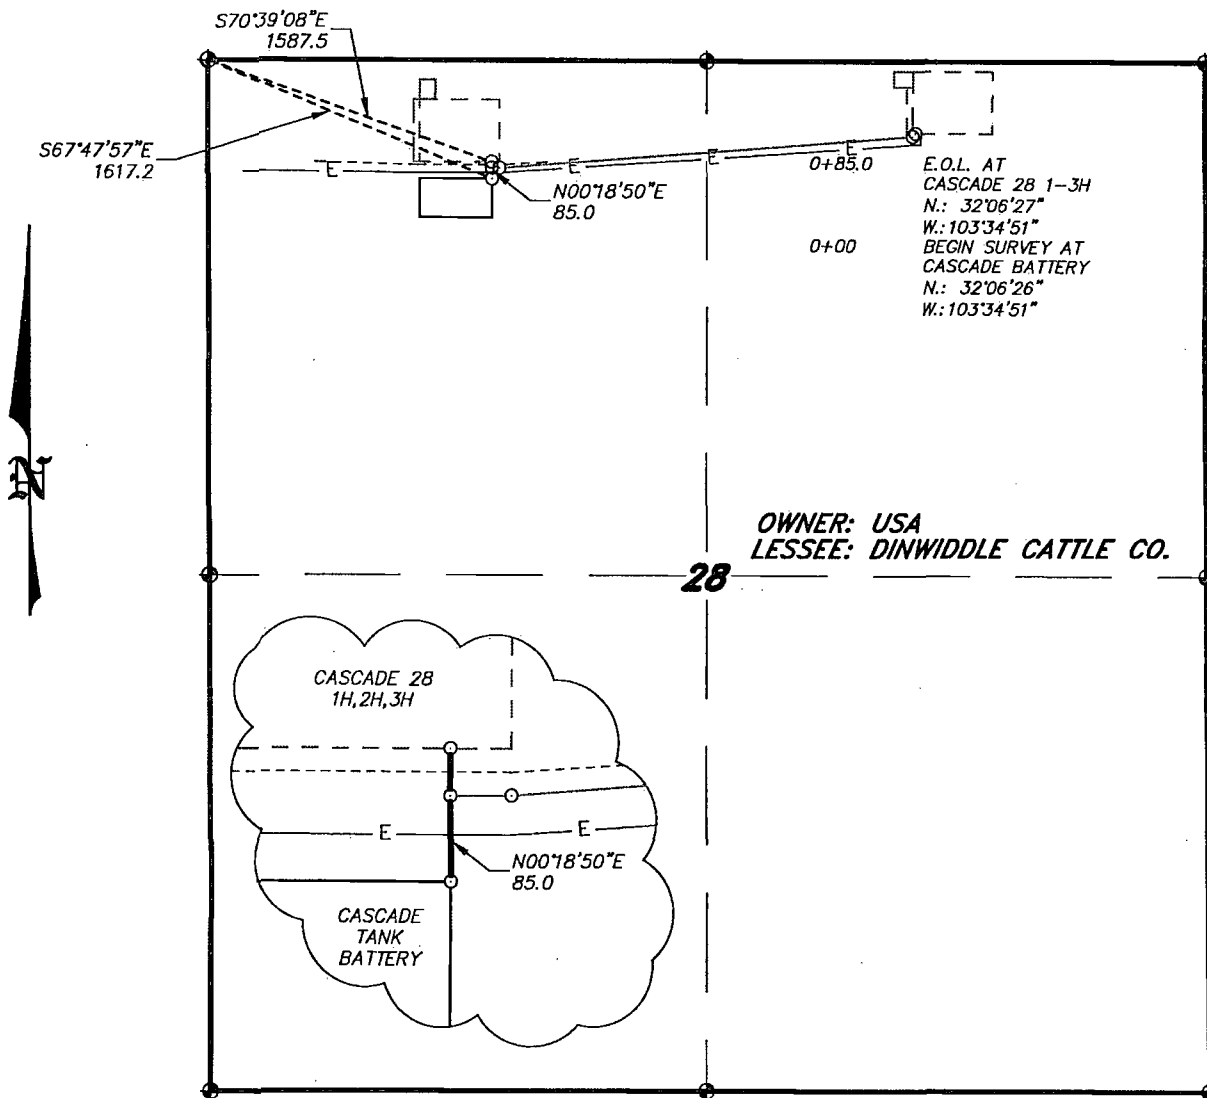 S70°39'08"E
1587.5
S67°47'57"E
1617.2
E
E
E
E
N00°18'50"E
85.0
0+85.0
E.O.L. AT
CASCADE 28 1-3H
N.: 32°06'27"
W.: 103°34'51"
0+00
BEGIN SURVEY AT
CASCADE BATTERY
N.: 32°06'26"
W.: 103°34'51"
N
OWNER: USA
LESSEE: DINWIDDLE CATTLE CO.
28
CASCADE 28
1H,2H,3H
E
E
N00°18'50"E
85.0
CASCADE
TANK
BATTERY